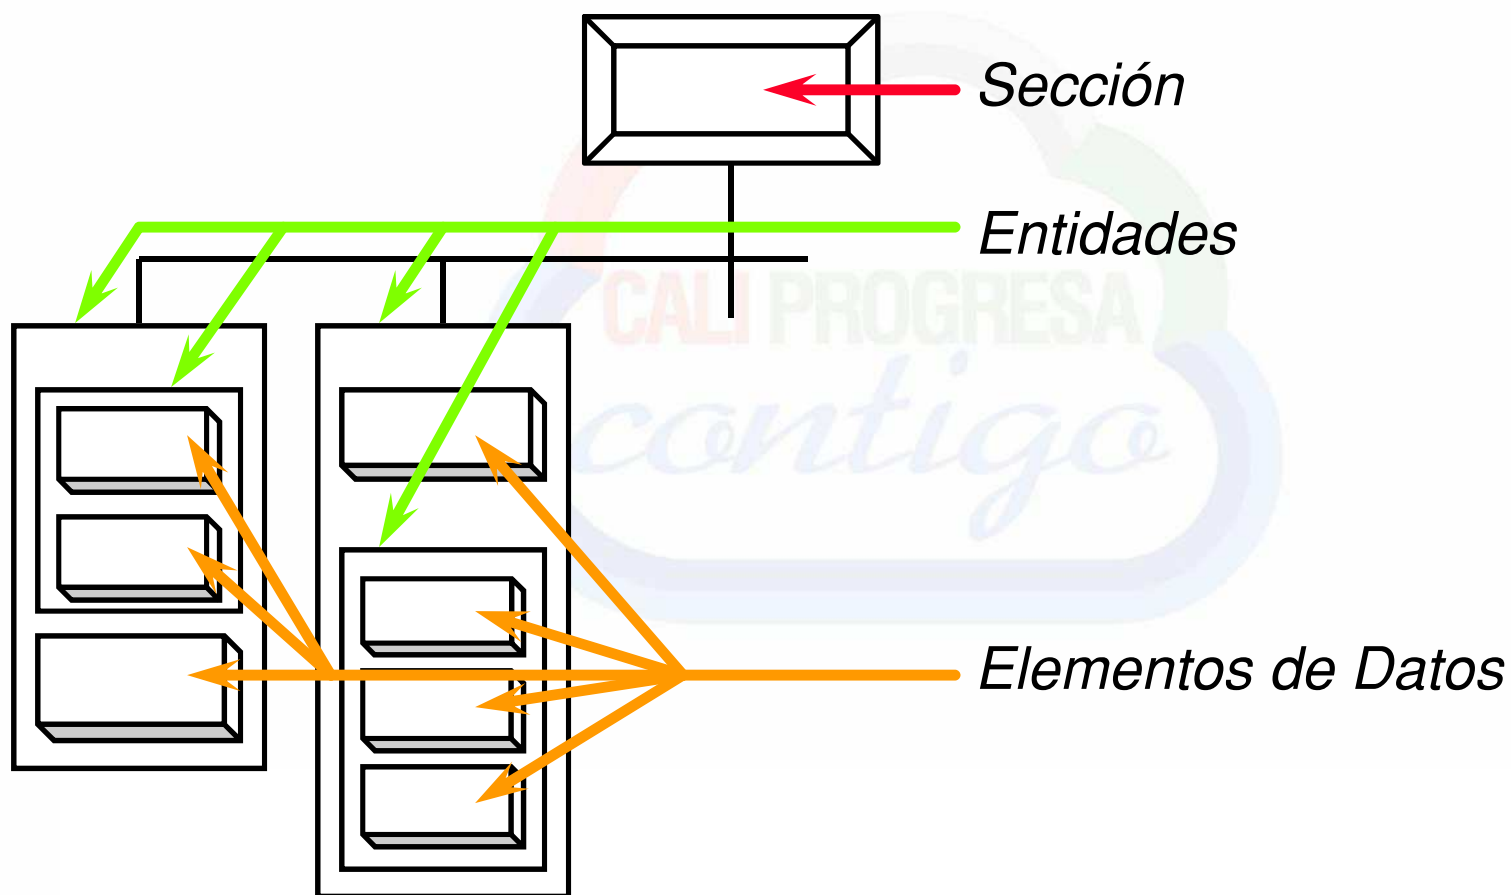 Sección
Entidades
CALI PROGRESA
contigo
Elementos de Datos